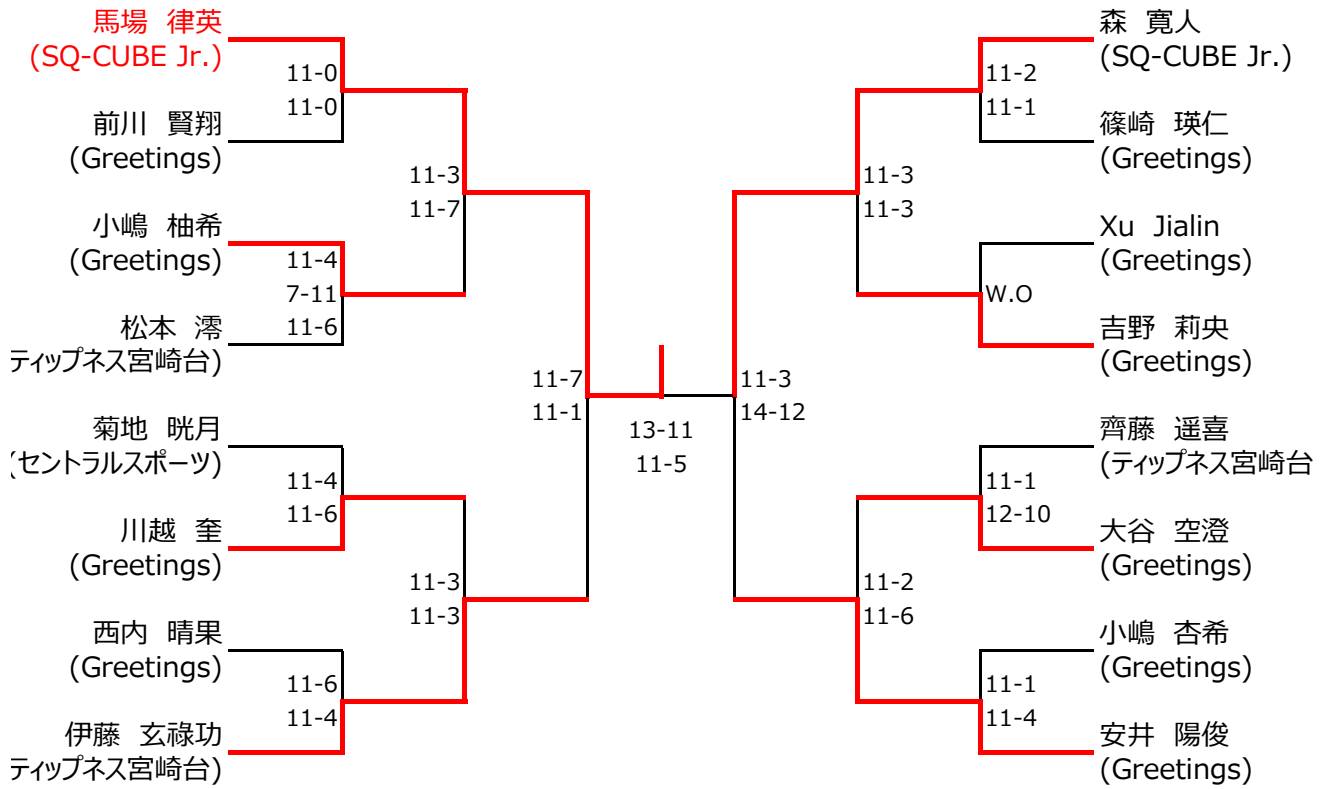 馬場 律英
(SQ-CUBE Jr.)
11-0
11-0
前川 賢翔
(Greetings)
11-3
11-7
小嶋 柚希
(Greetings)
11-4
7-11
11-6
松本 澪
ティップネス宮崎台)
11-7
11-1
菊地 晄月
(セントラルスポーツ)
11-4
11-6
川越 奎
(Greetings)
11-3
11-3
西内 晴果
(Greetings)
11-6
11-4
伊藤 玄祿功
ティップネス宮崎台)
13-11
11-5
森 寛人
(SQ-CUBE Jr.)
11-2
11-1
篠崎 瑛仁
(Greetings)
11-3
11-3
Xu Jialin
(Greetings)
W.O
吉野 莉央
(Greetings)
11-3
14-12
齊藤 遥喜
(ティップネス宮崎台
11-1
12-10
大谷 空澄
(Greetings)
11-2
11-6
小嶋 杏希
(Greetings)
11-1
11-4
安井 陽俊
(Greetings)